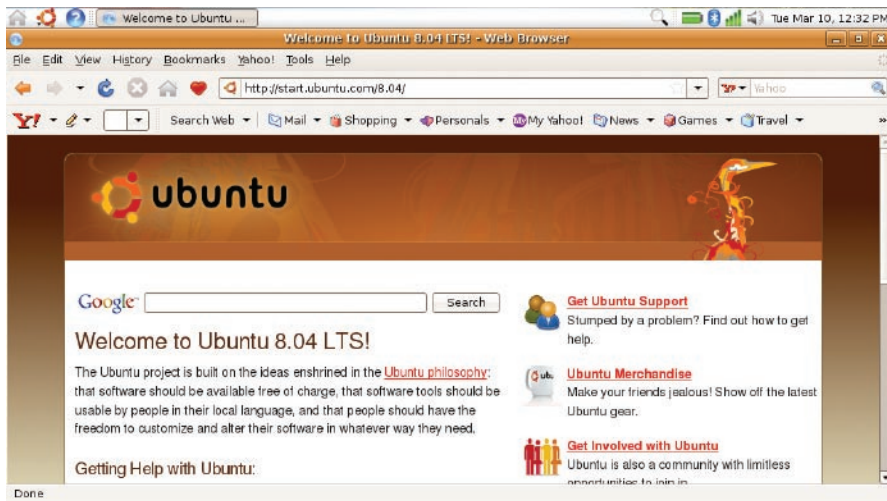 Welcome to Ubuntu ...
Tue Mar 10, 12:32 PM
Welcome to Ubuntu 8.04 LTS! - Web Browser
File Edit View History Bookmarks Yahoo! Tools Help
http://start.ubuntu.com/8.04/
Yahoo
Y! Search Web Mail Shopping Personals My Yahoo! News Games Travel »
ubuntu
Google Search
Welcome to Ubuntu 8.04 LTS!
The Ubuntu project is built on the ideas enshrined in the Ubuntu philosophy:
that software should be available free of charge, that software tools should be
usable by people in their local language, and that people should have the
freedom to customize and alter their software in whatever way they need.
Getting Help with Ubuntu:
Get Ubuntu Support
Stumped by a problem? Find out how to get
help.
ub.
Ubuntu Merchandise
Make your friends jealous! Show off the latest
Ubuntu gear.
Get Involved with Ubuntu
Ubuntu is also a community with limitless
opportunities to join in.
Done